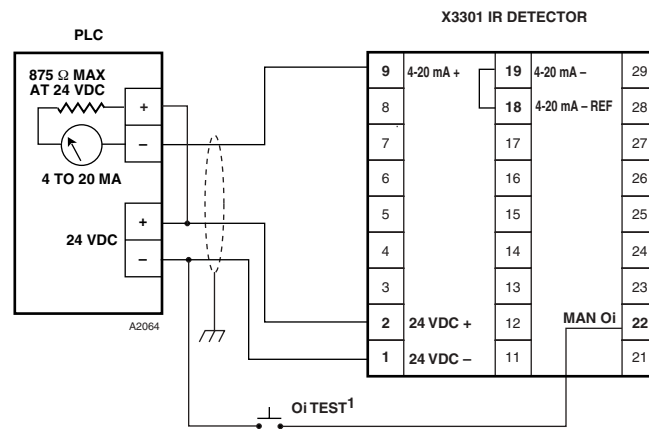 X3301 IR DETECTOR
PLC
875 Ω MAX
AT 24 VDC
+
–
4 TO 20 MA
24 VDC
+
–
A2064
9 4-20 mA + 19 4-20 mA – 29
8 18 4-20 mA – REF 28
7 17 27
6 16 26
5 15 25
4 14 24
3 13 23
2 24 VDC + 12 MAN Oi 22
1 24 VDC – 11 21
Oi TEST1